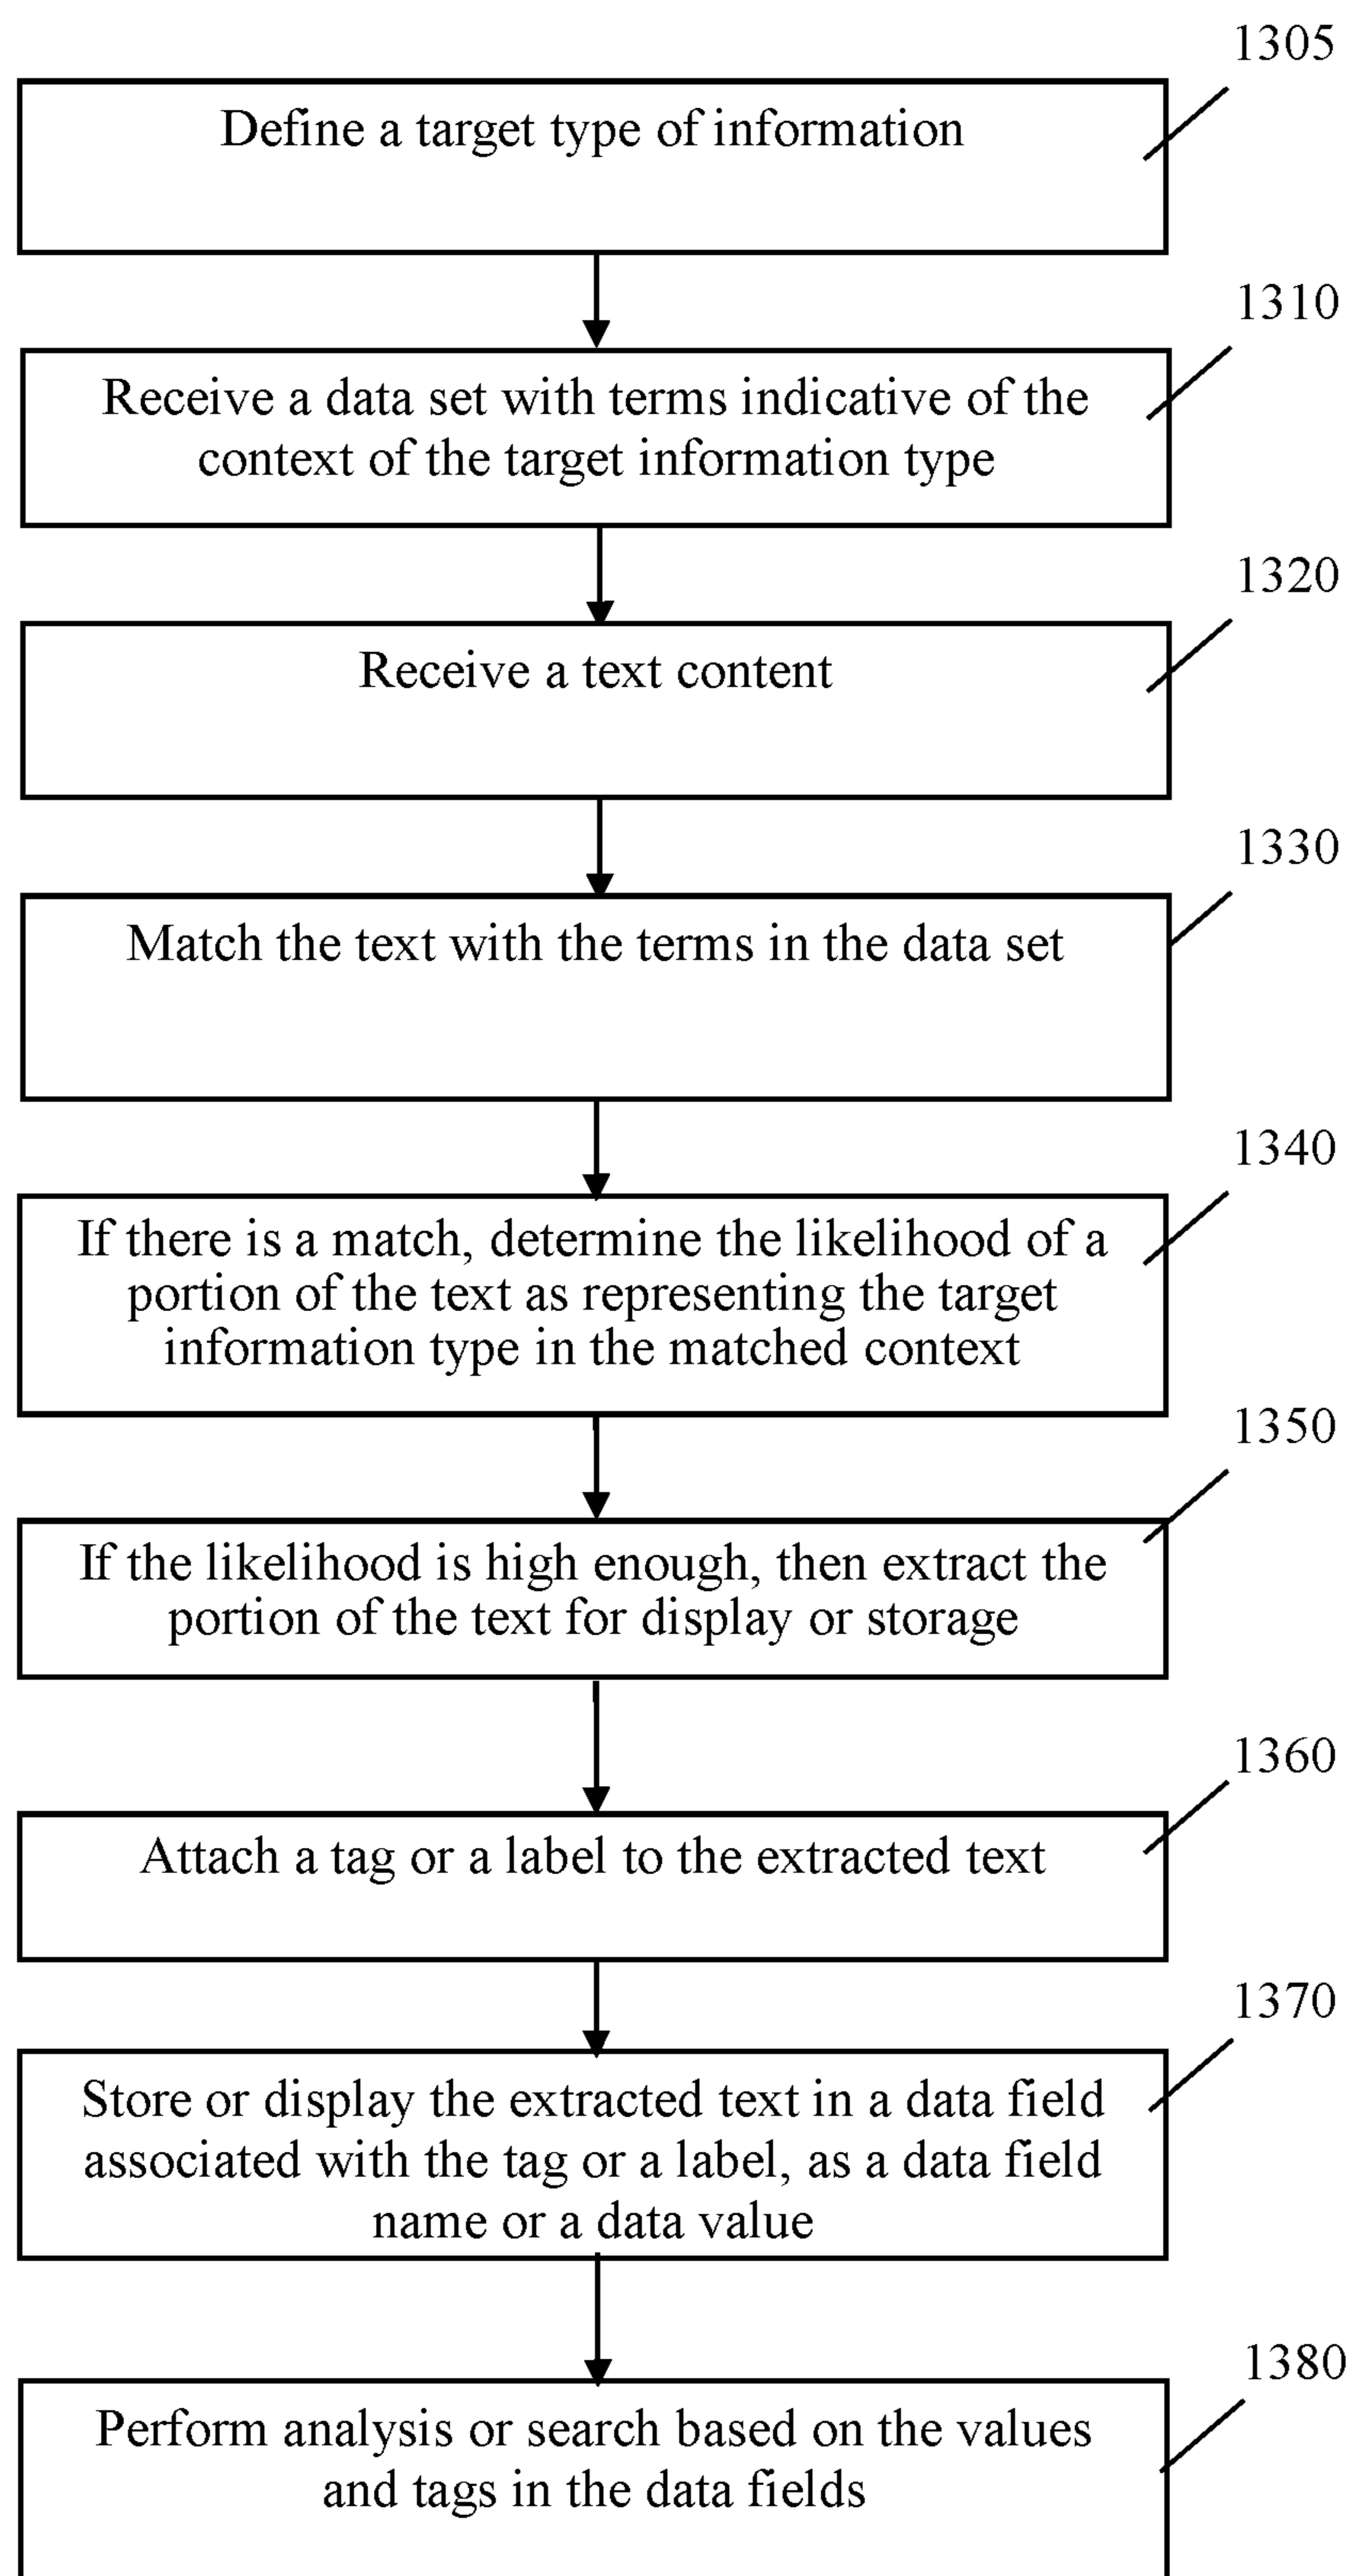 1305
Define a target type of information
1310
Receive a data set with terms indicative of the
context of the target information type
1320
Receive a text content
1330
Match the text with the terms in the data set
1340
If there is a match, determine the likelihood of a
portion of the text as representing the target
information type in the matched context
1350
If the likelihood is high enough, then extract the
portion of the text for display or storage
1360
Attach a tag or a label to the extracted text
1370
Store or display the extracted text in a data field
associated with the tag or a label, as a data field
name or a data value
1380
Perform analysis or search based on the values
and tags in the data fields